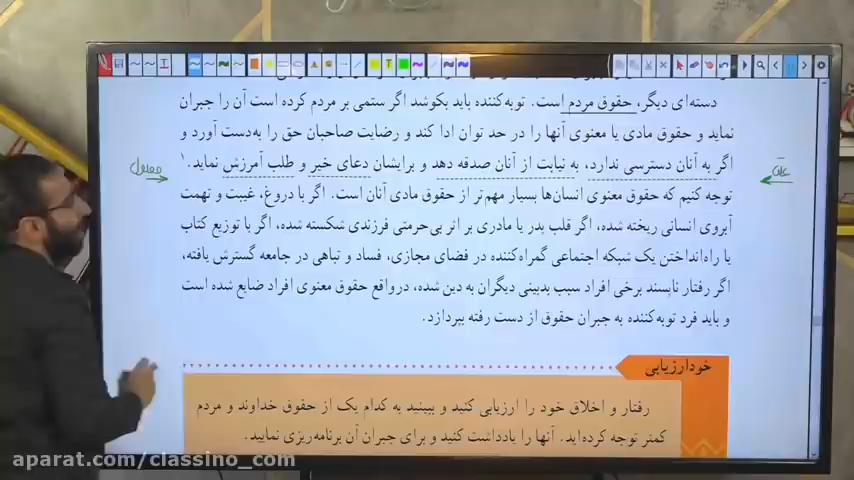 دسته‌ای دیگر، حقوق مردم است. توبه‌کننده باید بکوشد اگر ستمی بر مردم کرده است آن را جبران
نماید و حقوق مادی یا معنوی آنها را در حد توان ادا کند و رضایت صاحبان حق را به‌دست آورد و
اگر به آنان دسترسی ندارد، به نیابت از آنان صدقه دهد و برایشان دعای خیر و طلب آمرزش نماید.۱
علت
معلول
توجه کنیم که حقوق معنوی انسان‌ها بسیار مهم‌تر از حقوق مادی آنان است. اگر با دروغ، غیبت و تهمت
آبروی انسانی ریخته شده، اگر قلب پدر یا مادری بر اثر بی‌حرمتی فرزندی شکسته شده، اگر با توزیع کتاب
یا راه‌انداختن یک شبکه اجتماعی گمراه‌کننده در فضای مجازی، فساد و تباهی در جامعه گسترش یافته،
اگر رفتار ناپسند برخی افراد سبب بدبینی دیگران به دین شده، درواقع حقوق معنوی افراد ضایع شده است
و باید فرد توبه‌کننده به جبران حقوق از دست رفته بپردازد.
خودارزیابی
رفتار و اخلاق خود را ارزیابی کنید و ببینید به کدام یک از حقوق خداوند و مردم
کمتر توجه کرده‌اید. آنها را یادداشت کنید و برای جبران آن برنامه‌ریزی نمایید.
aparat.com/classino_com